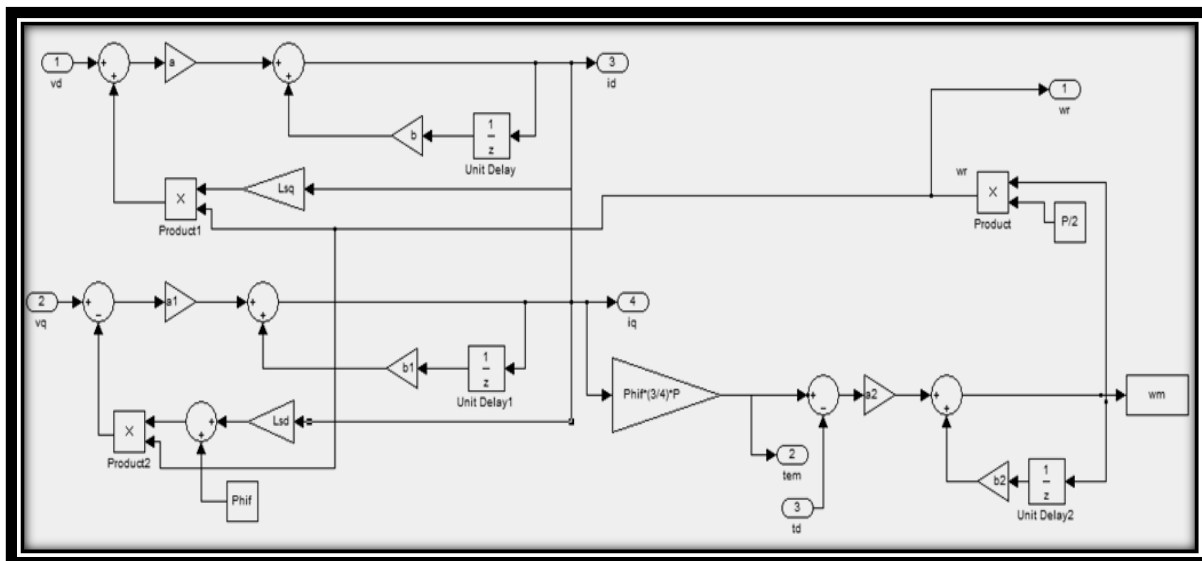 1
vd
a
b
1
z
Unit Delay
3
id
1
wr
Lsq
X
Product1
wr
X
Product
P/2
2
vq
a1
b1
1
z
Unit Delay1
4
iq
Phif*(3/4)*P
a2
wm
X
Product2
Lsd
Phif
2
tem
3
td
b2
1
z
Unit Delay2